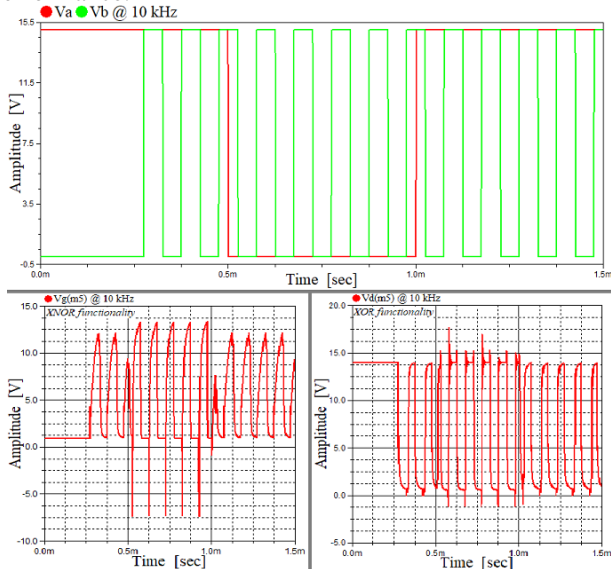 Va Vb @ 10 kHz
15.5
11.5
7.5
3.5
-0.5
Amplitude [V]
0.0m 0.5m 1.0m 1.5m
Time [sec]
Vg(m5) @ 10 kHz
XNOR functionality
15.0
10.0
5.0
0.0
-5.0
-10.0
Amplitude [V]
0.0m 0.5m 1.0m 1.5m
Time [sec]
Vd(m5) @ 10 kHz
XOR functionality
20.0
15.0
10.0
5.0
0.0
-5.0
Amplitude [V]
0.0m 0.5m 1.0m 1.5m
Time [sec]